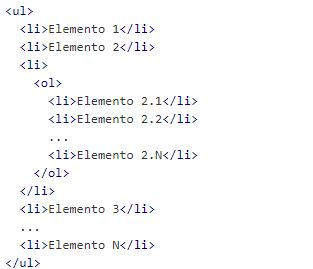 <ul>
  <li>Elemento 1</li>
  <li>Elemento 2</li>
  <li>
    <ol>
      <li>Elemento 2.1</li>
      <li>Elemento 2.2</li>
      ...
      <li>Elemento 2.N</li>
    </ol>
  </li>
  <li>Elemento 3</li>
  ...
  <li>Elemento N</li>
</ul>